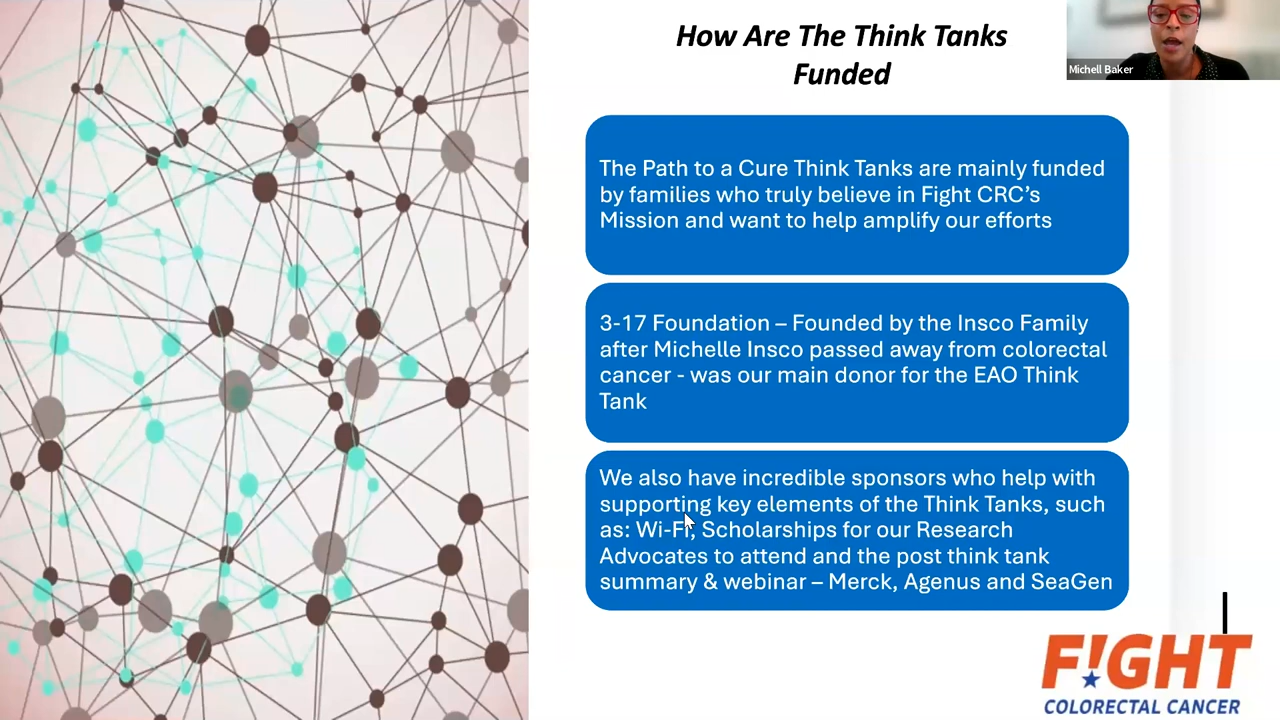 How Are The Think Tanks
Funded
Michell Baker
The Path to a Cure Think Tanks are mainly funded
by families who truly believe in Fight CRC’s
Mission and want to help amplify our efforts
3-17 Foundation – Founded by the Insco Family
after Michelle Insco passed away from colorectal
cancer - was our main donor for the EAO Think
Tank
We also have incredible sponsors who help with
supporting key elements of the Think Tanks, such
as: Wi-Fi, Scholarships for our Research
Advocates to attend and the post think tank
summary & webinar – Merck, Agenus and SeaGen
F!GHT
COLORECTAL CANCER